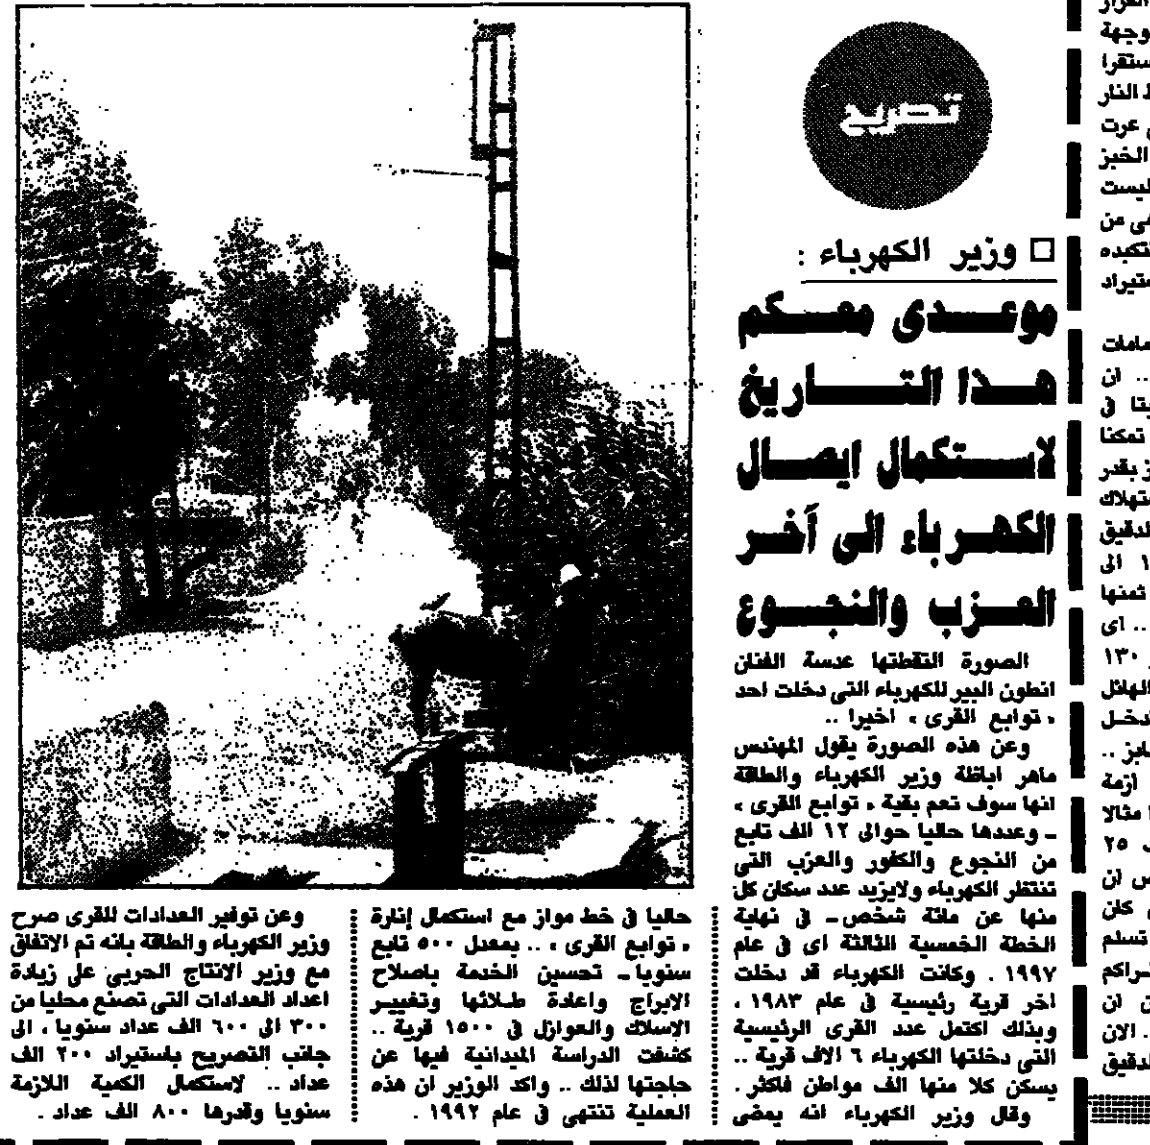 تصريح
□ وزير الكهرباء :
موعدى معكم
هذا التاريخ
لاستكمال ايصال
الكهرباء الى آخر
العزب والنجوع
الصورة التقطتها عدسة الفنان
انطون البير للكهرباء التى دخلت احد
« توابع القرى » اخيرا ..
وعن هذه الصورة يقول المهندس
ماهر اباظة وزير الكهرباء والطاقة
انها سوف تعم بقية « توابع القرى »
ـ وعددها حاليا حوالى ١٢ الف تابع
من النجوع والكفور والعزب التى
تنتظر الكهرباء ولايزيد عدد سكان كل
منها عن مائة شخص ـ فى نهاية
الخطة الخمسية الثالثة اى فى عام
١٩٩٧ . وكانت الكهرباء قد دخلت
اخر قرية رئيسية فى عام ١٩٨٣ ،
وبذلك اكتمل عدد القرى الرئيسية
التى دخلتها الكهرباء ٦ الاف قرية ..
يسكن كلا منها الف مواطن فاكثر .
وقال وزير الكهرباء انه يمضى
حاليا فى خط مواز مع استكمال إنارة
« توابع القرى » .. بمعدل ٥٠٠ تابع
سنويا ـ تحسين الخدمة باصلاح
الابراج واعادة طلائها وتغيير
الاسلاك والعوازل فى ١٥٠٠ قرية ..
كشفت الدراسة الميدانية فيها عن
حاجتها لذلك .. واكد الوزير ان هذه
العملية تنتهى فى عام ١٩٩٢ .
وعن توفير العدادات للقرى صرح
وزير الكهرباء والطاقة بانه تم الاتفاق
مع وزير الانتاج الحربى على زيادة
اعداد العدادات التى تصنع محليا من
٣٠٠ الى ٦٠٠ الف عداد سنويا ، الى
جانب التصريح باستيراد ٢٠٠ الف
عداد .. لاستكمال الكمية اللازمة
سنويا وقدرها ٨٠٠ الف عداد .